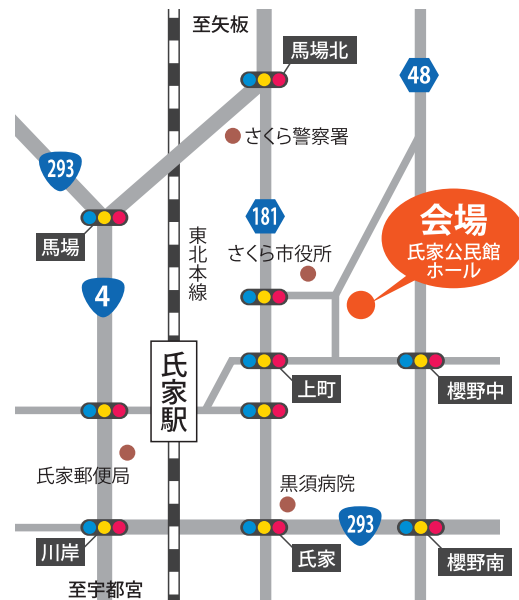 至矢板
馬場北
48
さくら警察署
293
181
会場
氏家公民館
ホール
馬場
東北本線
さくら市役所
4
氏家駅
上町
櫻野中
氏家郵便局
黒須病院
293
川岸
氏家
櫻野南
至宇都宮